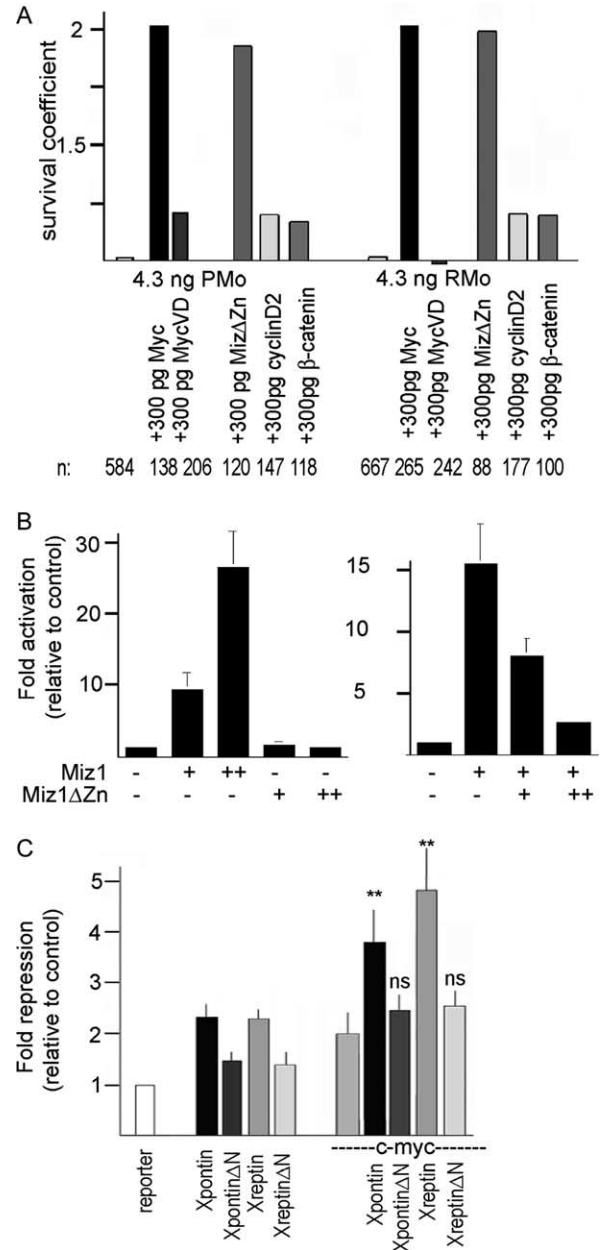 A
survival coefficient
2
1.5
4.3 ng PMo
4.3 ng RMo
+300 pg Myc
+300 pg MycVD
+300 pg MizΔZn
+300pg cyclinD2
+300pg β-catenin
+300pg Myc
+300pg MycVD
+300 pg MizΔZn
+300pg cyclinD2
+300pg β-catenin
n: 584 138 206 120 147 118 667 265 242 88 177 100
B
Fold activation
(relative to control)
30
20
10
15
10
5
Miz1 - + ++ - - - + + +
Miz1ΔZn - - - + ++ - - + ++
C
Fold repression
(relative to control)
5
4
3
2
1
** ns ** ns
------c-myc-------
reporter
Xpontin
XpontinΔN
Xreptin
XreptinΔN
Xpontin
XpontinΔN
Xreptin
XreptinΔN